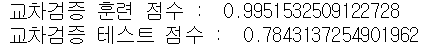 교차검증 훈련 점수 :  0.9951532509122728
교차검증 테스트 점수 :  0.7843137254901962